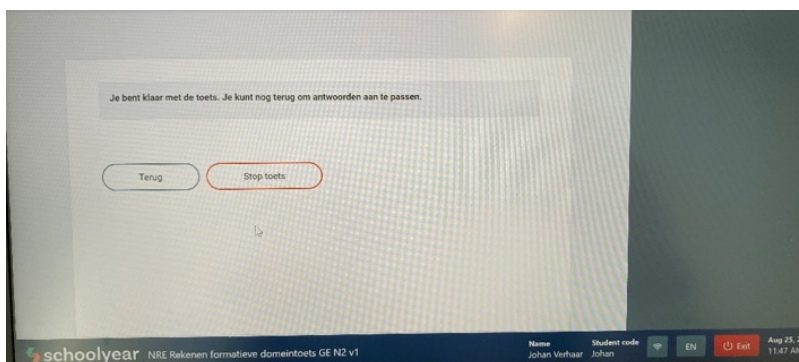 Je bent klaar met de toets. Je kunt nog terug om antwoorden aan te passen.
Terug
Stop toets
schoolyear NRE Rekenen formatieve domeintoets GE N2 v1
Name
Johan Verhaar
Student code
Johan
EN
Exit
Aug 25,
11:47 AM